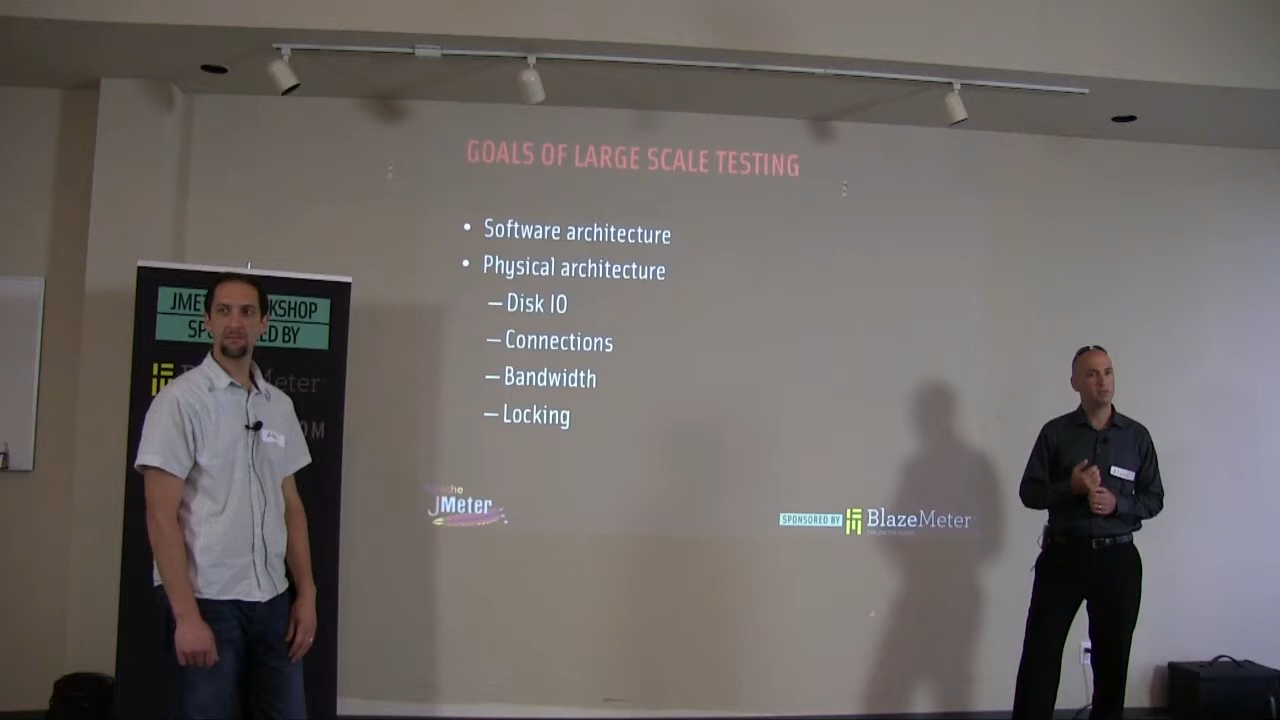 GOALS OF LARGE SCALE TESTING
• Software architecture
• Physical architecture
– Disk IO
– Connections
– Bandwidth
– Locking
JMeter
SPONSORED BY BlazeMeter